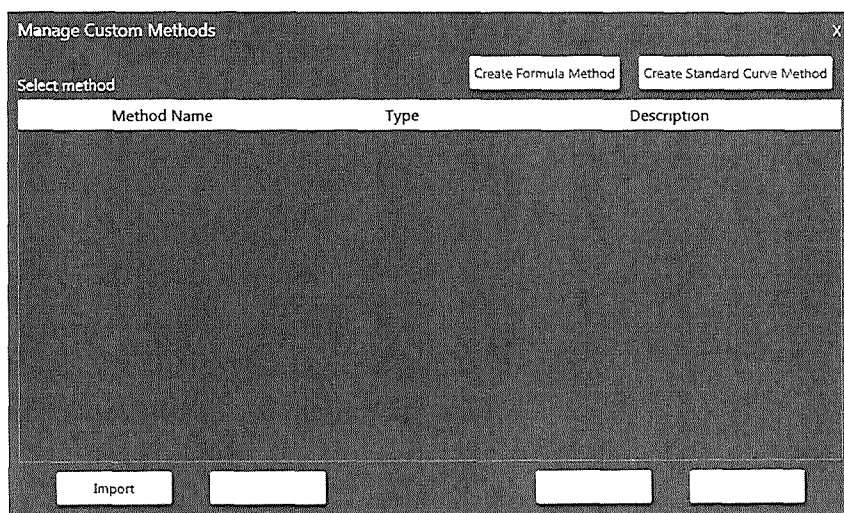 Manage Custom Methods X
Create Formula Method Create Standard Curve Method
Select method
Method Name Type Description
Import